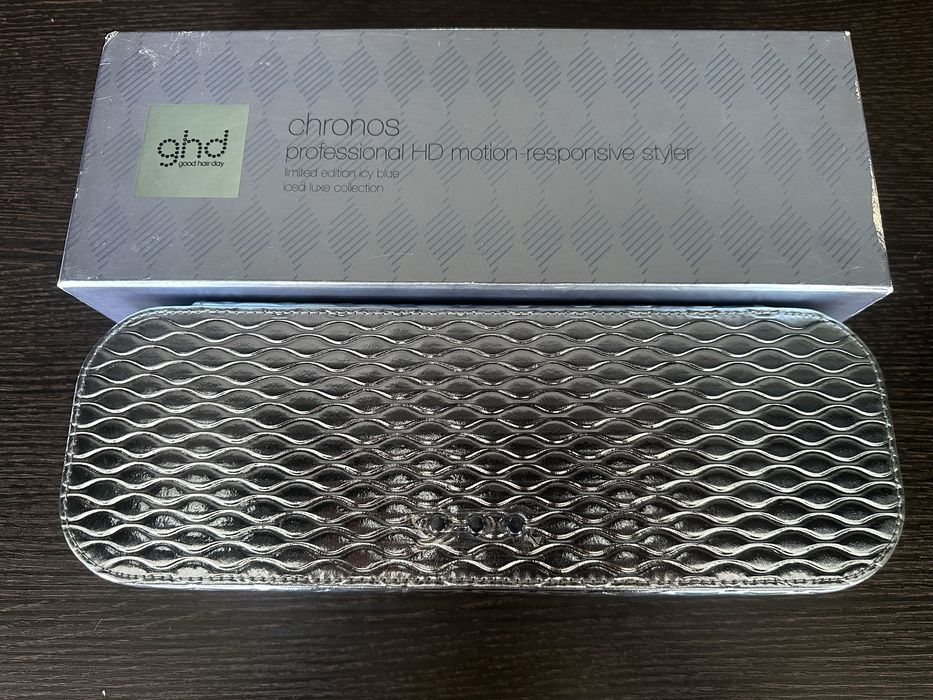 ghd
good hair day
chronos
professional HD motion-responsive styler
limited edition icy blue
iced luxe collection